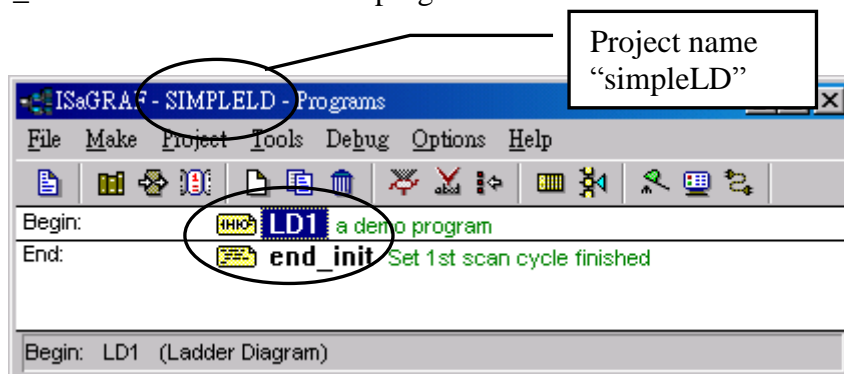 Project name
“simpleLD”
ISaGRAF - SIMPLELD - Programs
File Make Project Tools Debug Options Help
Begin: LD1 a demo program
End: end_init Set 1st scan cycle finished
Begin: LD1 (Ladder Diagram)